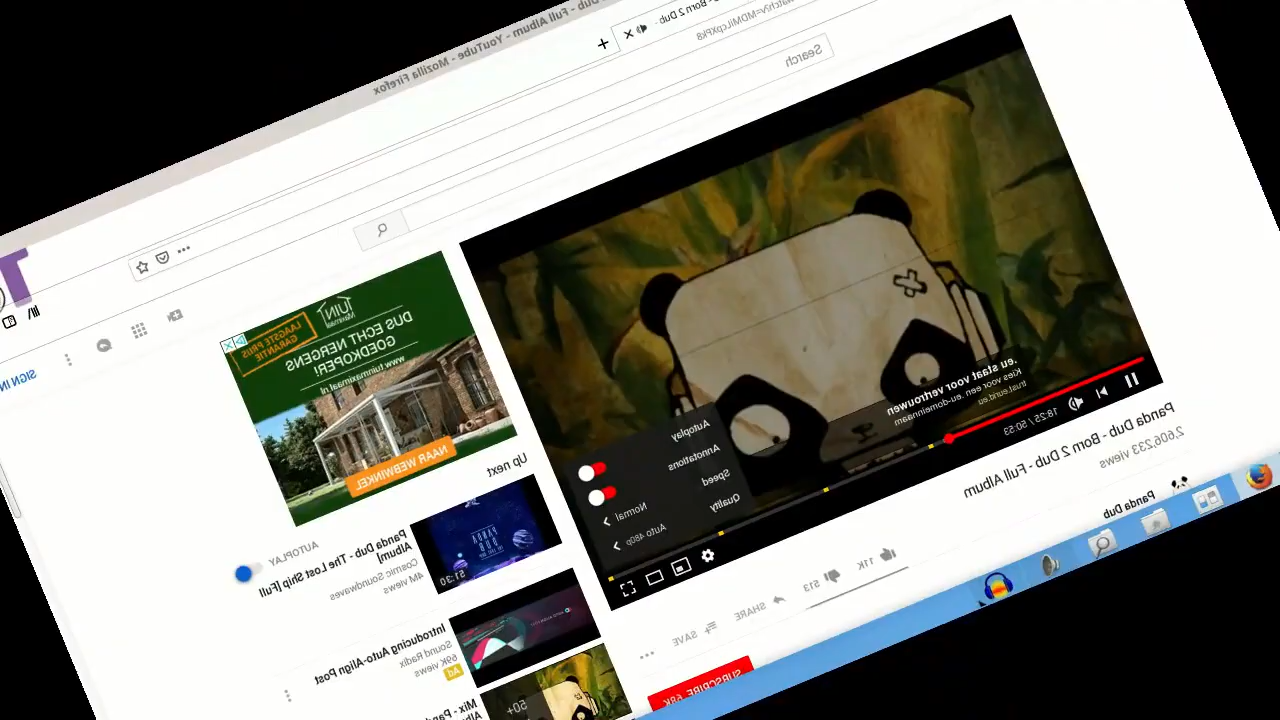 Dub - Full Album - YouTube - Mozilla Firefox
- Born 2 Dub -
watch?v=MDMiLcpXPk8
Search
SIGN IN
LAAGSTE PRIJS
GARANTIE
TUIN
Maximaal
DUS ECHT NERGENS
GOEDKOPER!
www.tuinmaximaal.nl
NAAR WEBWINKEL
.eu staat voor vertrouwen
Kies voor een .eu-domeinnaam
trust.eurid.eu
18:25 / 50:53
Autoplay
Annotations
Speed
Normal
Quality
Auto 480p
Panda Dub - Born 2 Dub - Full Album
2,606,233 views
11K
513
SHARE
SAVE
Panda Dub
SUBSCRIBE 68K
Up next
AUTOPLAY
PANDA
DUB
51:30
Panda Dub - The Lost Ship [Full
Album]
Cosmic Soundwaves
4M views
Introducing Auto-Align Post
Sound Radix
69K views
Ad
50+